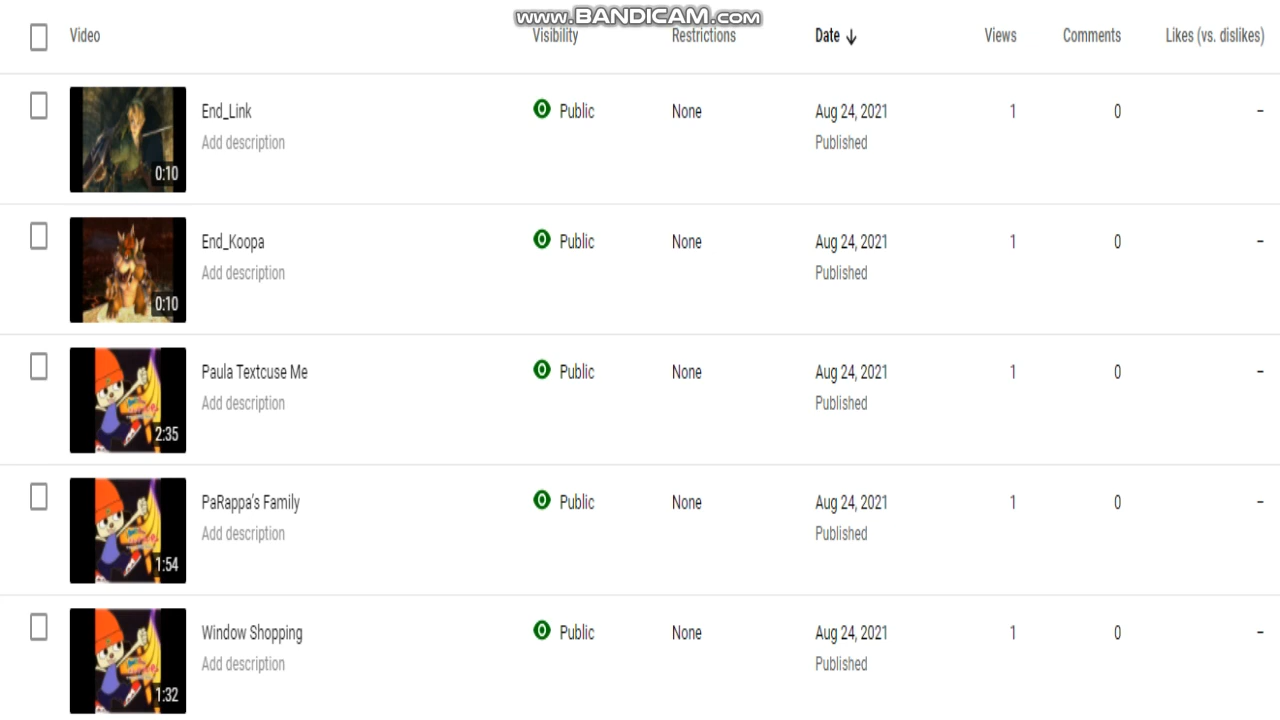 www.BANDICAM.com
Video Visibility Restrictions Date Views Comments Likes (vs. dislikes)
End_Link Public None Aug 24, 2021 1 0 –
Add description Published
0:10
End_Koopa Public None Aug 24, 2021 1 0 –
Add description Published
0:10
Paula Textcuse Me Public None Aug 24, 2021 1 0 –
Add description Published
2:35
PaRappa's Family Public None Aug 24, 2021 1 0 –
Add description Published
1:54
Window Shopping Public None Aug 24, 2021 1 0 –
Add description Published
1:32